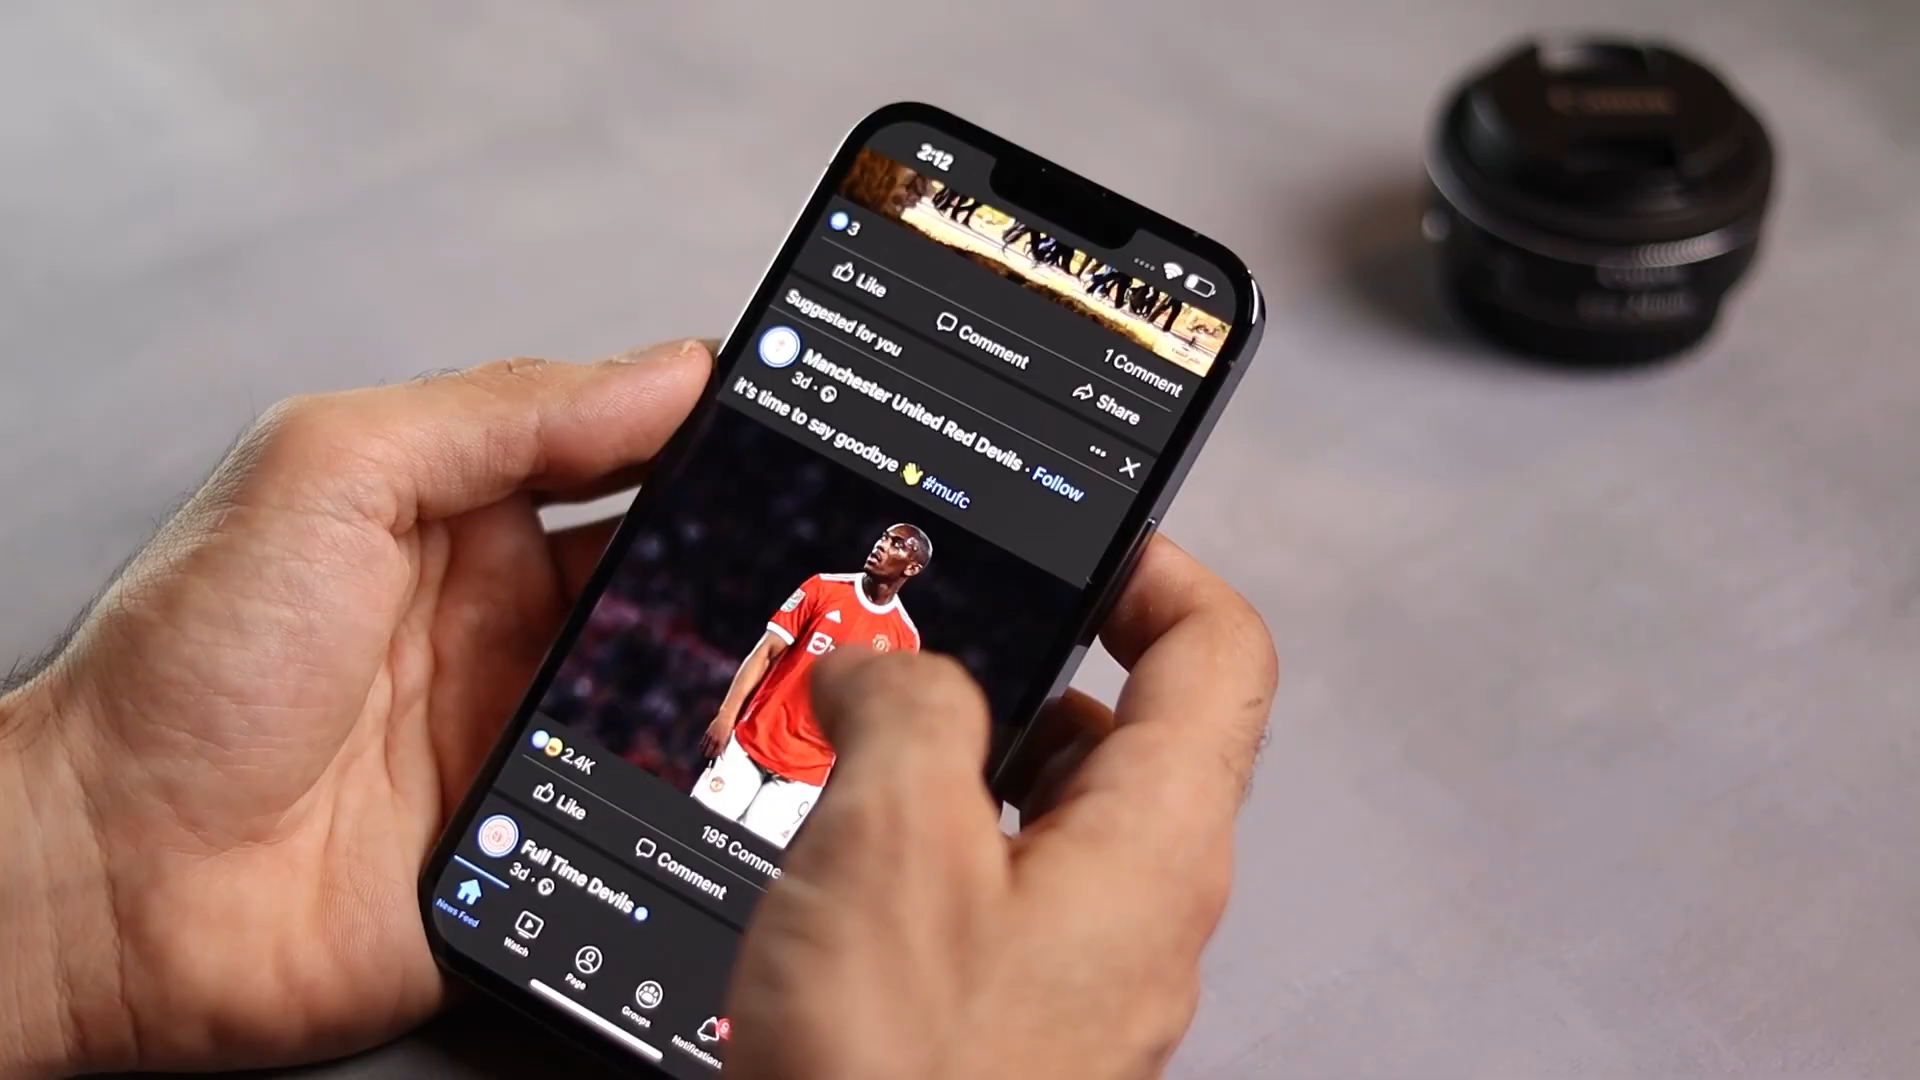 2:12
3
1 Comment
Like
Comment
Share
Suggested for you
Manchester United Red Devils · Follow
3d ·
it's time to say goodbye 👋 #mufc
2.4K
195 Comme
Like
Comment
Full Time Devils
3d ·
News Feed
Watch
Page
Groups
Notifications
Canon